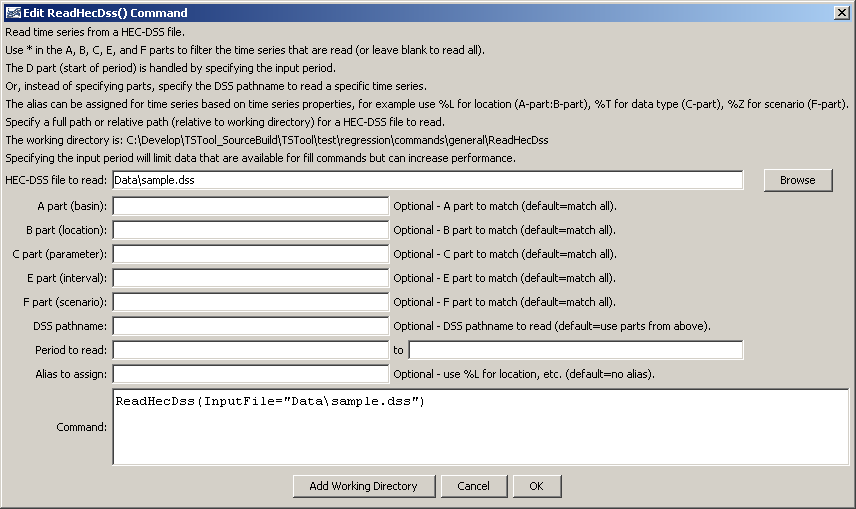 Edit ReadHecDss() Command
Read time series from a HEC-DSS file.
Use * in the A, B, C, E, and F parts to filter the time series that are read (or leave blank to read all).
The D part (start of period) is handled by specifying the input period.
Or, instead of specifying parts, specify the DSS pathname to read a specific time series.
The alias can be assigned for time series based on time series properties, for example use %L for location (A-part:B-part), %T for data type (C-part), %Z for scenario (F-part).
Specify a full path or relative path (relative to working directory) for a HEC-DSS file to read.
The working directory is: C:\Develop\TSTool_SourceBuild\TSTool\test\regression\commands\general\ReadHecDss
Specifying the input period will limit data that are available for fill commands but can increase performance.
HEC-DSS file to read: Data\sample.dss Browse
A part (basin): Optional - A part to match (default=match all).
B part (location): Optional - B part to match (default=match all).
C part (parameter): Optional - C part to match (default=match all).
E part (interval): Optional - E part to match (default=match all).
F part (scenario): Optional - F part to match (default=match all).
DSS pathname: Optional - DSS pathname to read (default=use parts from above).
Period to read: to
Alias to assign: Optional - use %L for location, etc. (default=no alias).
ReadHecDss(InputFile="Data\sample.dss")
Command:
Add Working Directory Cancel OK